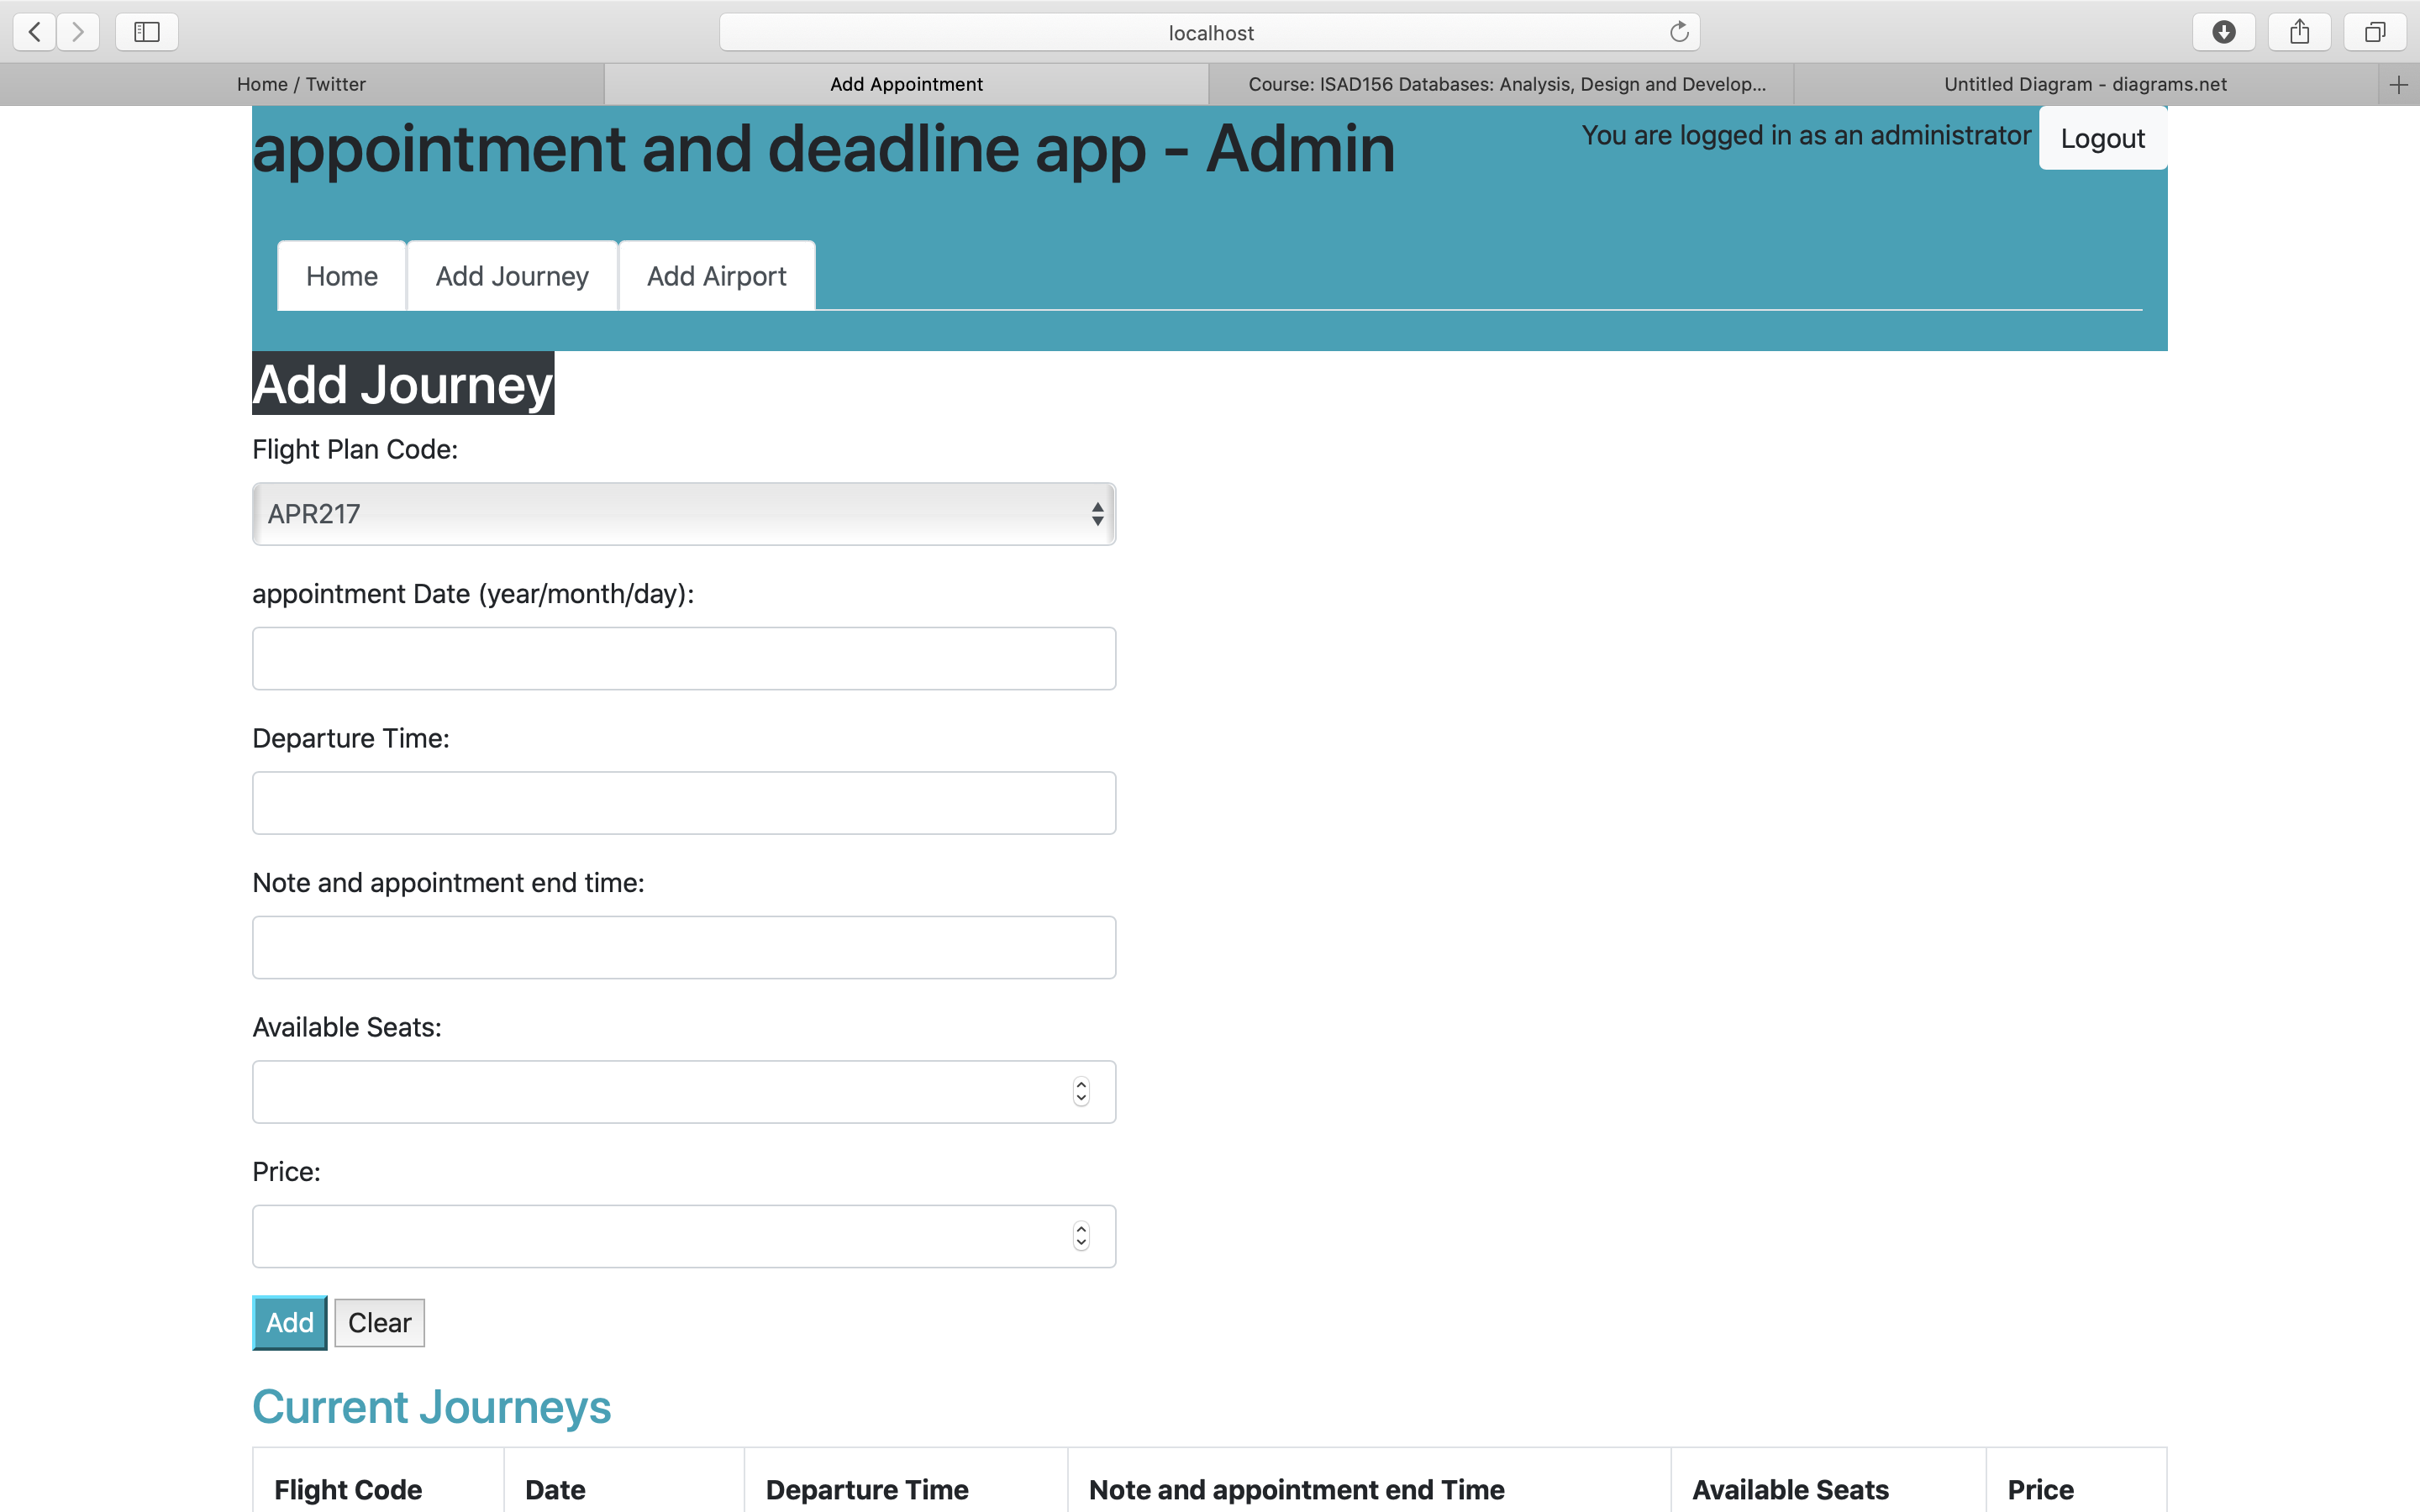 localhost
Home / Twitter
Add Appointment
Course: ISAD156 Databases: Analysis, Design and Develop...
Untitled Diagram - diagrams.net
appointment and deadline app - Admin
You are logged in as an administrator
Logout
Home
Add Journey
Add Airport
Add Journey
Flight Plan Code:
APR217
appointment Date (year/month/day):
Departure Time:
Note and appointment end time:
Available Seats:
Price:
Add
Clear
Current Journeys
Flight Code
Date
Departure Time
Note and appointment end Time
Available Seats
Price